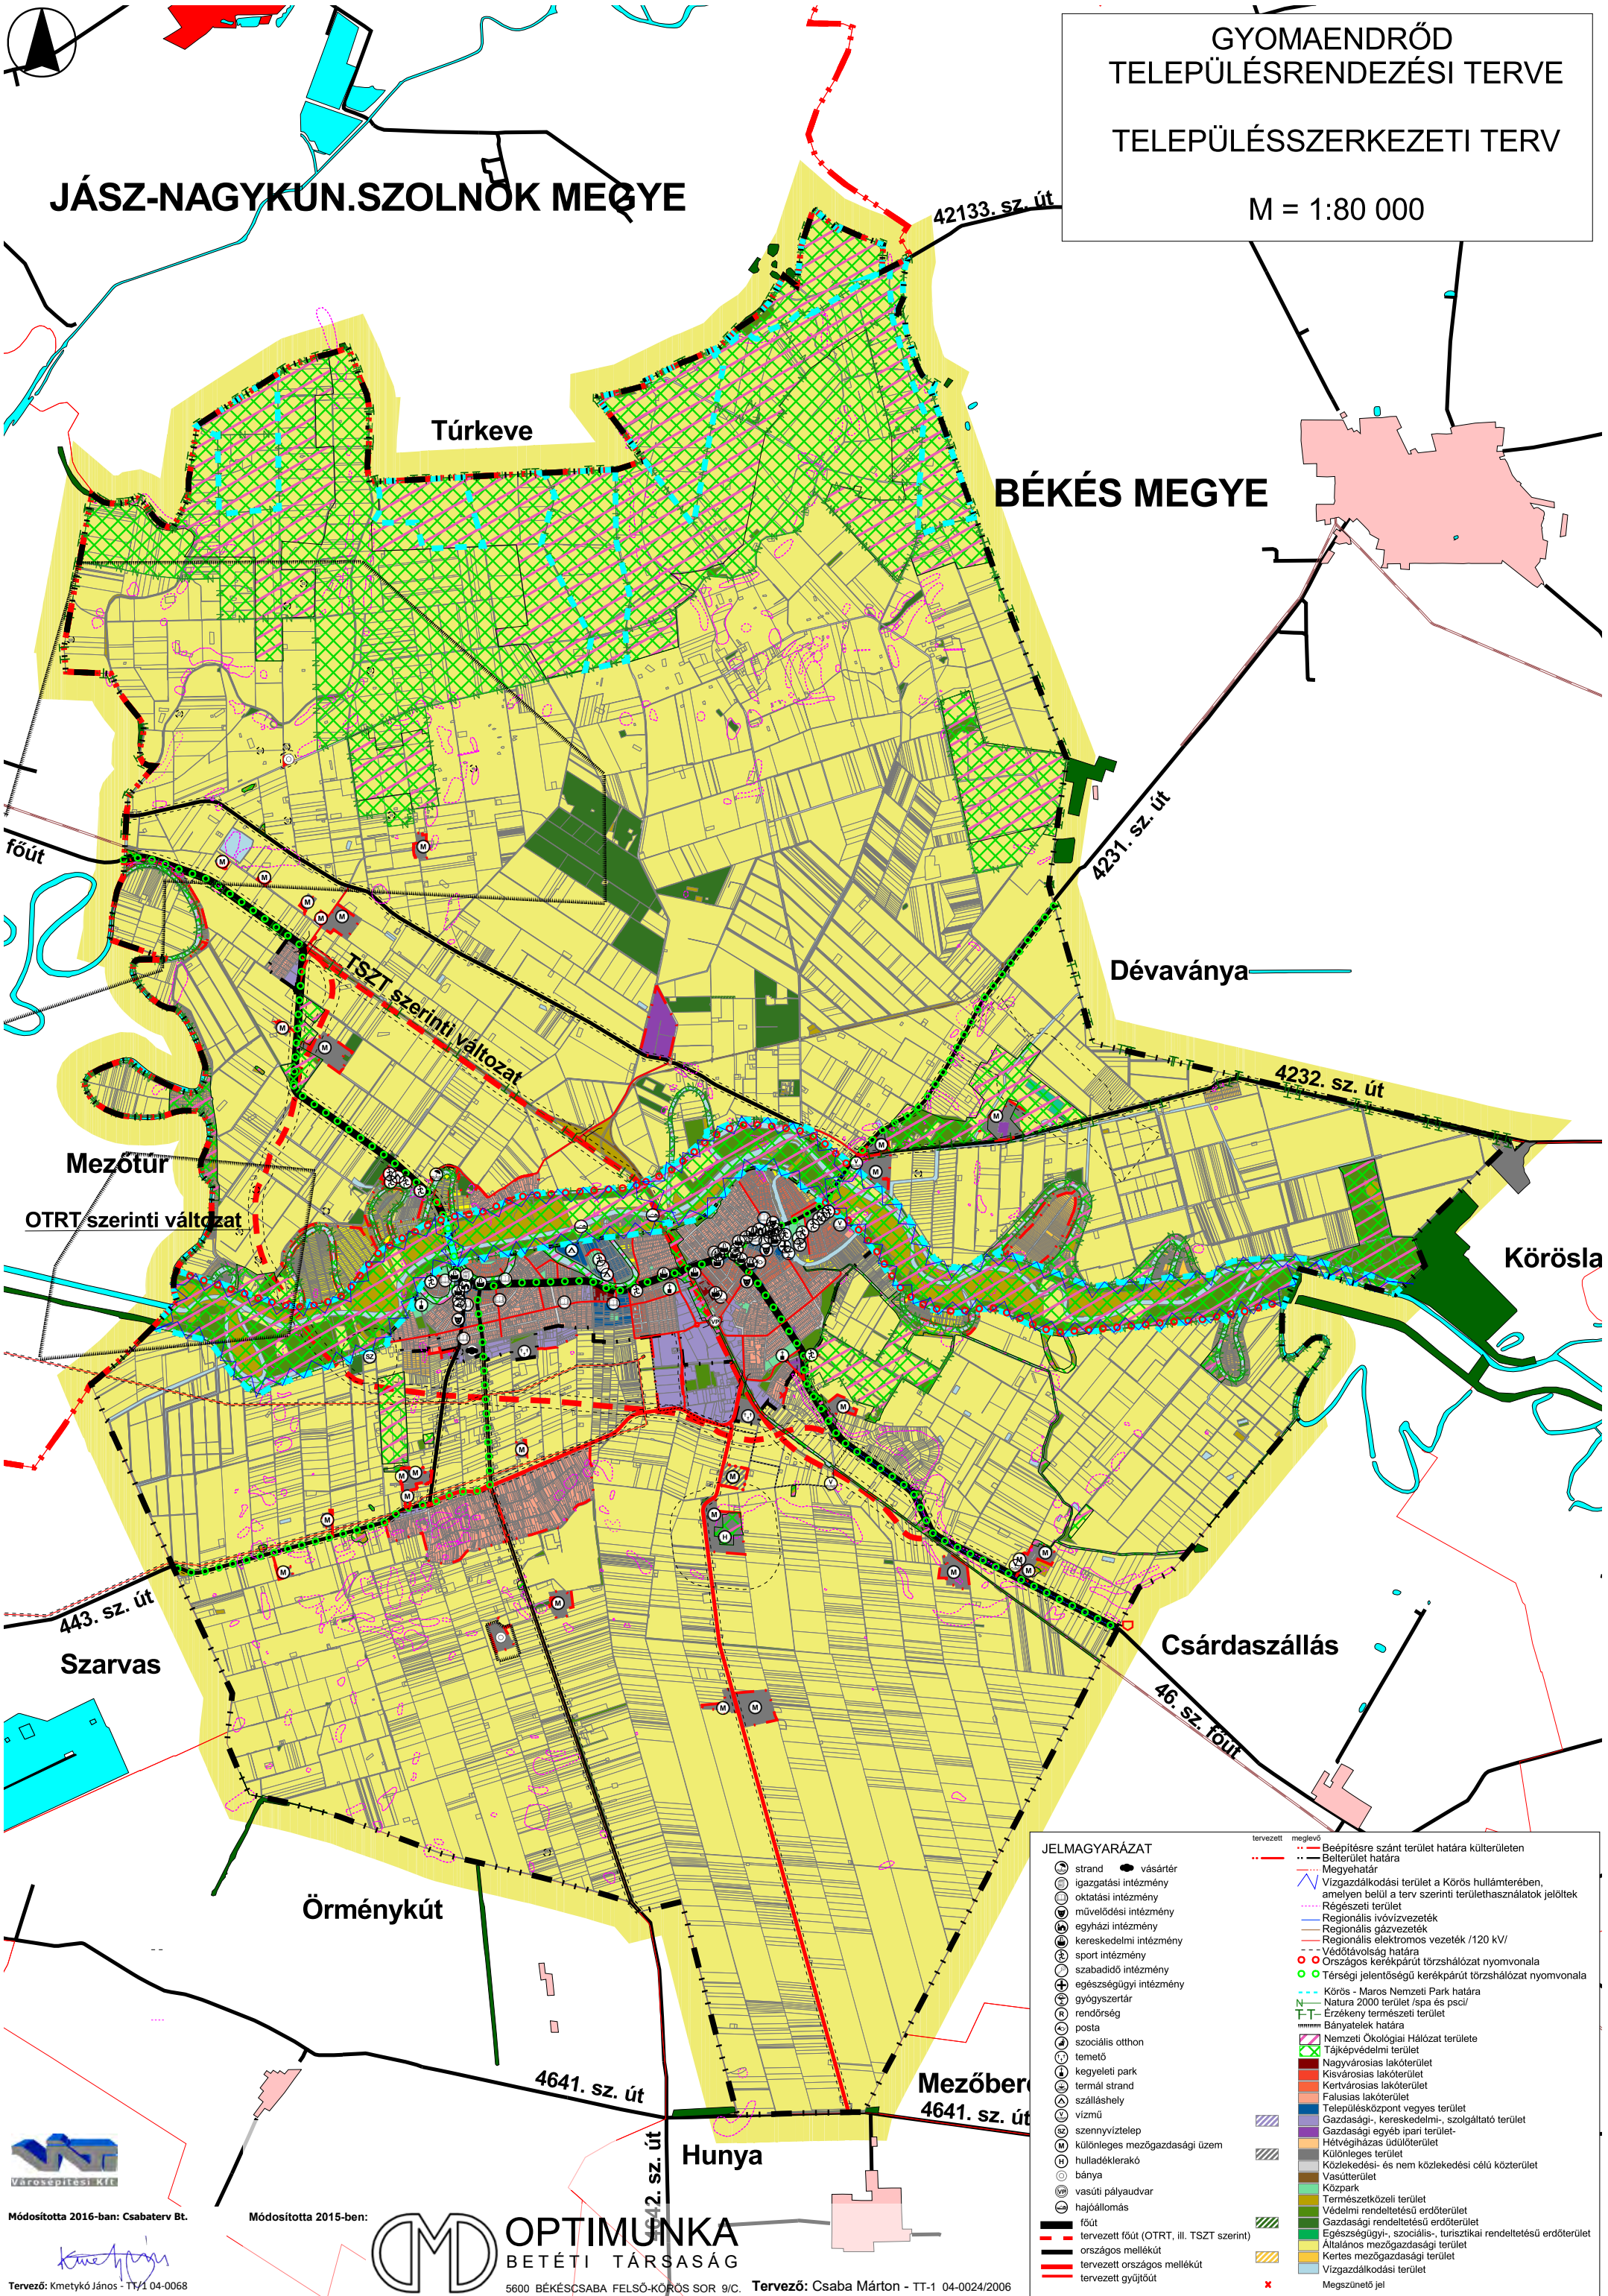 GYOMAENDRŐD
TELEPÜLÉSRENDEZÉSI TERVE
TELEPÜLÉSSZERKEZETI TERV
M = 1:80 000
JÁSZ-NAGYKUN.SZOLNOK MEGYE
42133. sz. út
Túrkeve
BÉKÉS MEGYE
főút
4231. sz. út
TSZT szerinti változat
Dévaványa
4232. sz. út
Mezőtúr
OTRT szerinti változat
Körösla
443. sz. út
Szarvas
Csárdaszállás
46. sz. főút
Örménykút
4641. sz. út
Mezőber
4641. sz. út
Hunya
4642. sz. út
JELMAGYARÁZAT
strand
vásártér
igazgatási intézmény
oktatási intézmény
művelődési intézmény
egyházi intézmény
kereskedelmi intézmény
sport intézmény
szabadidő intézmény
egészségügyi intézmény
gyógyszertár
R rendőrség
posta
szociális otthon
temető
kegyeleti park
termál strand
szálláshely
V vízmű
SZ szennyvíztelep
M különleges mezőgazdasági üzem
H hulladéklerakó
bánya
VP vasúti pályaudvar
hajóállomás
főút
tervezett főút (OTRT, ill. TSZT szerint)
országos mellékút
tervezett országos mellékút
tervezett gyűjtőút
tervezett meglevő
Beépítésre szánt terület határa külterületen
Belterület határa
Megyehatár
Vízgazdálkodási terület a Körös hullámterében,
amelyen belül a terv szerinti területhasználatok jelöltek
Régészeti terület
Regionális ivóvízvezeték
Regionális gázvezeték
Regionális elektromos vezeték /120 kV/
Védőtávolság határa
Országos kerékpárút törzshálózat nyomvonala
Térségi jelentőségű kerékpárút törzshálózat nyomvonala
Körös - Maros Nemzeti Park határa
Natura 2000 terület /spa és psci/
Érzékeny természeti terület
Bányatelek határa
Nemzeti Ökológiai Hálózat területe
Tájképvédelmi terület
Nagyvárosias lakóterület
Kisvárosias lakóterület
Kertvárosias lakóterület
Falusias lakóterület
Településközpont vegyes terület
Gazdasági-, kereskedelmi-, szolgáltató terület
Gazdasági egyéb ipari terület-
Hétvégiházas üdülőterület
Különleges terület
Közlekedési- és nem közlekedési célú közterület
Vasútterület
Közpark
Természetközeli terület
Védelmi rendeltetésű erdőterület
Gazdasági rendeltetésű erdőterület
Egészségügyi-, szociális-, turisztikai rendeltetésű erdőterület
Általános mezőgazdasági terület
Kertes mezőgazdasági terület
Vízgazdálkodási terület
Megszűnető jel
VÁTI
Városépítési Kft
Módosította 2016-ban: Csabaterv Bt.
Tervező: Kmetykó János - TT/1 04-0068
Módosította 2015-ben:
OPTIMUNKA
BETÉTI TÁRSASÁG
5600 BÉKÉSCSABA FELSŐ-KÖRÖS SOR 9/C.
Tervező: Csaba Márton - TT-1 04-0024/2006